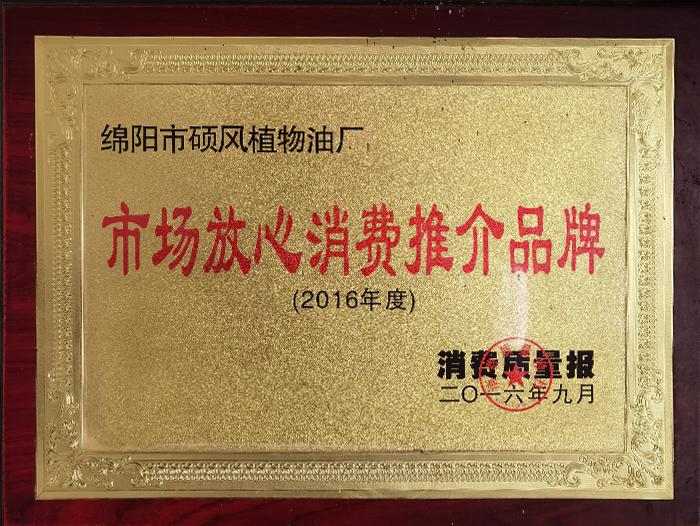 绵阳市硕风植物油厂
市场放心消费推介品牌
(2016年度)
消费质量报
二〇一六年九月